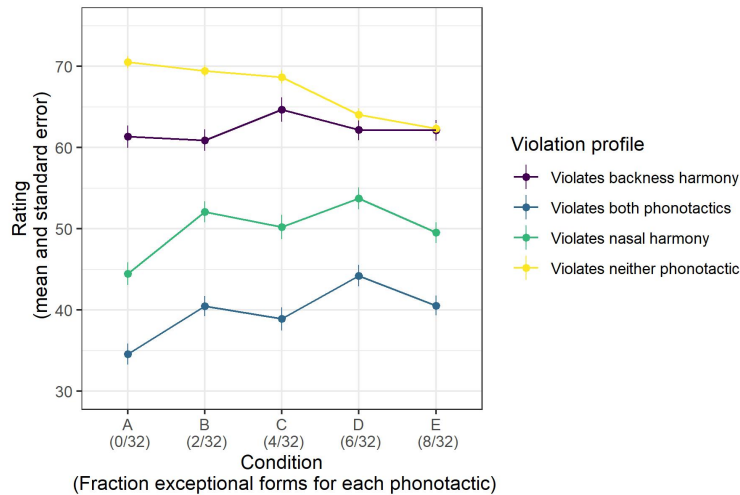 70
60
50
40
30
Rating
(mean and standard error)
A
(0/32)
B
(2/32)
C
(4/32)
D
(6/32)
E
(8/32)
Condition
(Fraction exceptional forms for each phonotactic)
Violation profile
Violates backness harmony
Violates both phonotactics
Violates nasal harmony
Violates neither phonotactic